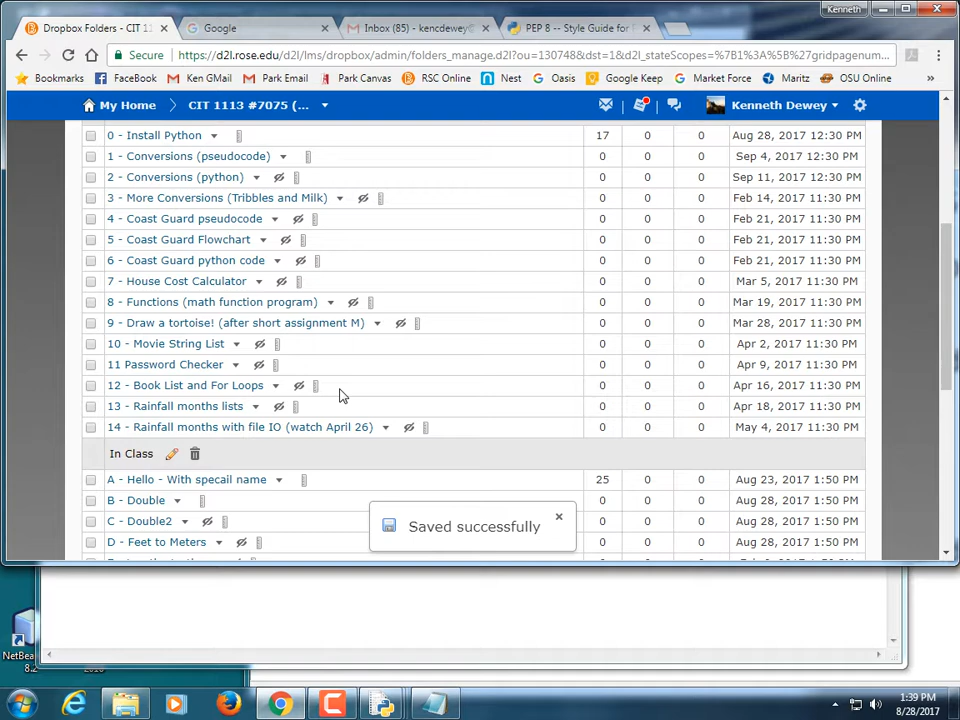 Kenneth
Dropbox Folders - CIT 11
Google
Inbox (85) - kencdewey@
PEP 8 -- Style Guide for P
Secure https://d2l.rose.edu/d2l/lms/dropbox/admin/folders_manage.d2l?ou=130748&dst=1&d2l_stateScopes=%7B1%3A%5B%27gridpagenum...
Bookmarks FaceBook Ken GMail Park Email Park Canvas RSC Online Nest Oasis Google Keep Market Force Maritz OSU Online »
My Home CIT 1113 #7075 (... Kenneth Dewey
0 - Install Python 17 0 0 Aug 28, 2017 12:30 PM
1 - Conversions (pseudocode) 0 0 0 Sep 4, 2017 12:30 PM
2 - Conversions (python) 0 0 0 Sep 11, 2017 12:30 PM
3 - More Conversions (Tribbles and Milk) 0 0 0 Feb 14, 2017 11:30 PM
4 - Coast Guard pseudocode 0 0 0 Feb 21, 2017 11:30 PM
5 - Coast Guard Flowchart 0 0 0 Feb 21, 2017 11:30 PM
6 - Coast Guard python code 0 0 0 Feb 21, 2017 11:30 PM
7 - House Cost Calculator 0 0 0 Mar 5, 2017 11:30 PM
8 - Functions (math function program) 0 0 0 Mar 19, 2017 11:30 PM
9 - Draw a tortoise! (after short assignment M) 0 0 0 Mar 28, 2017 11:30 PM
10 - Movie String List 0 0 0 Apr 2, 2017 11:30 PM
11 Password Checker 0 0 0 Apr 9, 2017 11:30 PM
12 - Book List and For Loops 0 0 0 Apr 16, 2017 11:30 PM
13 - Rainfall months lists 0 0 0 Apr 18, 2017 11:30 PM
14 - Rainfall months with file IO (watch April 26) 0 0 0 May 4, 2017 11:30 PM
In Class
A - Hello - With specail name 25 0 0 Aug 23, 2017 1:50 PM
B - Double 0 0 0 Aug 28, 2017 1:50 PM
C - Double2 0 0 0 Aug 28, 2017 1:50 PM
Saved successfully
D - Feet to Meters 0 0 0 Aug 28, 2017 1:50 PM
NetBea
8.2
1:39 PM
8/28/2017